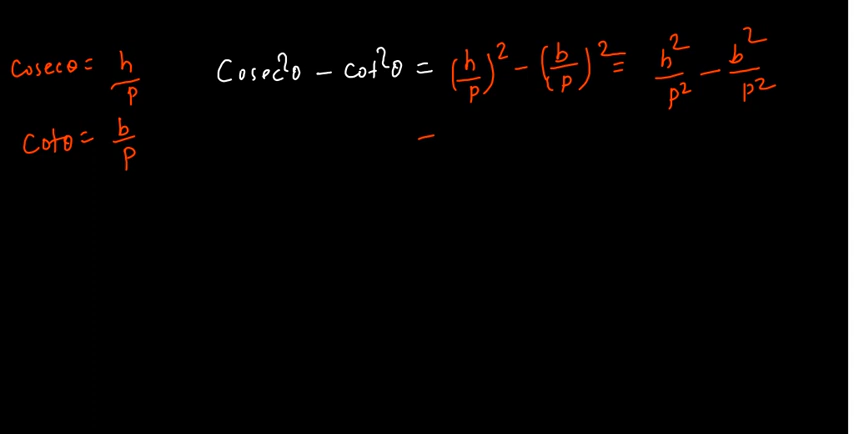 cosecθ = h/p
Cosec²θ - cot²θ = (h/p)² - (b/p)² = h²/p² - b²/p²
Cotθ = b/p
=